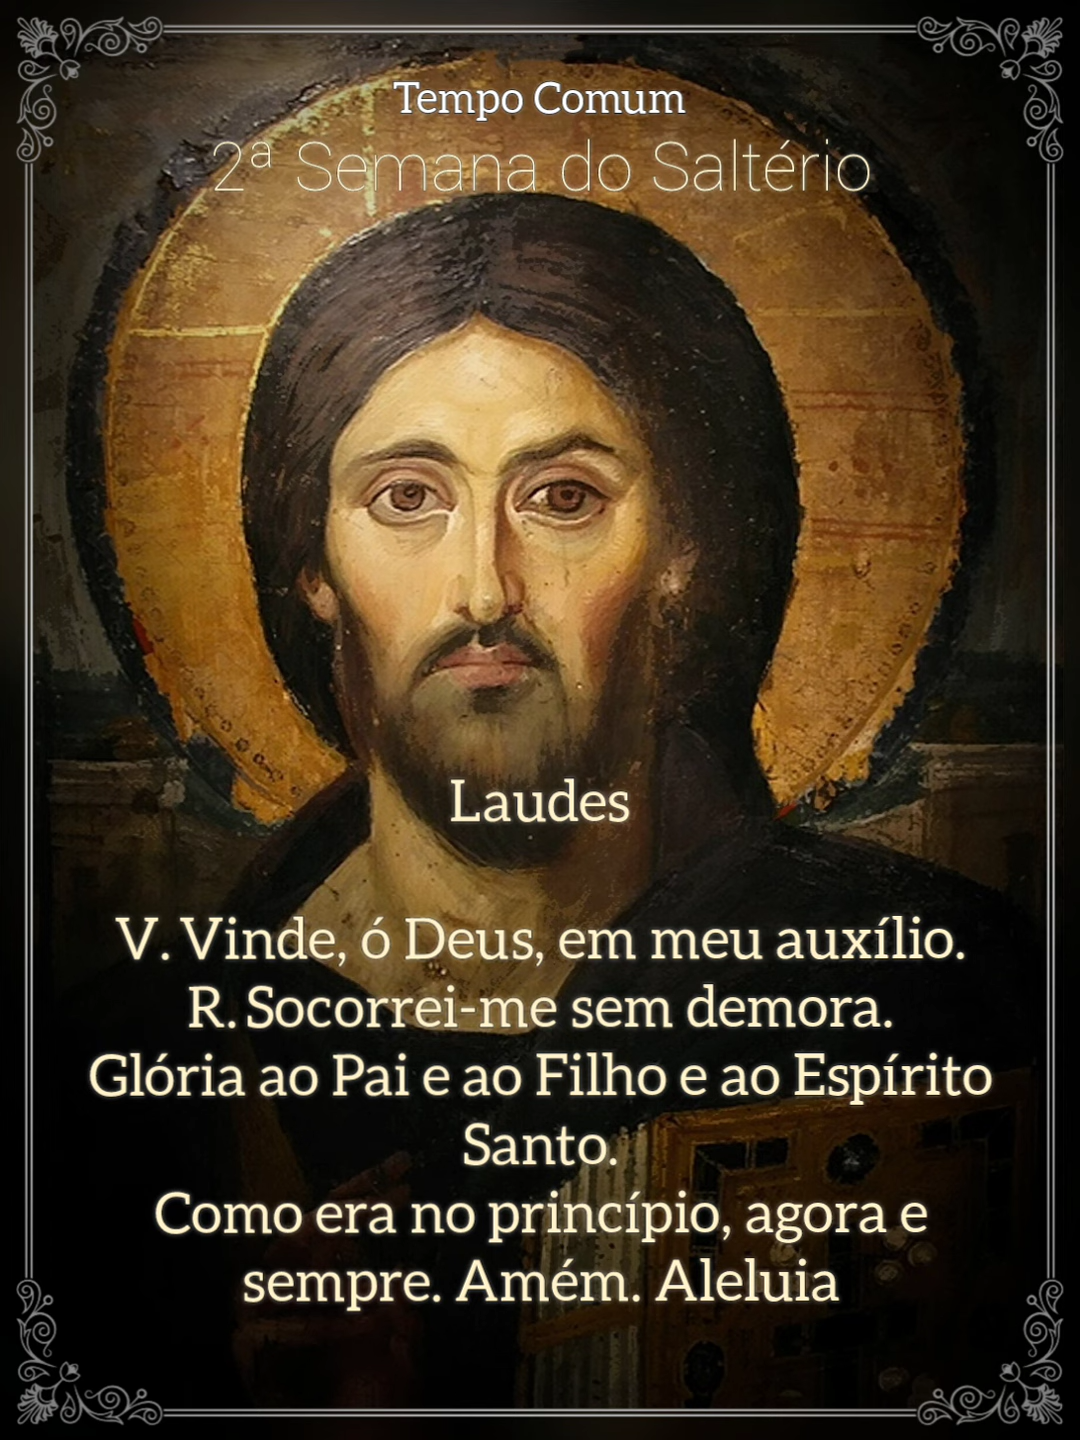 Tempo Comum
2ª Semana do Saltério
Laudes
V. Vinde, ó Deus, em meu auxílio.
R. Socorrei-me sem demora.
Glória ao Pai e ao Filho e ao Espírito
Santo.
Como era no princípio, agora e
sempre. Amém. Aleluia